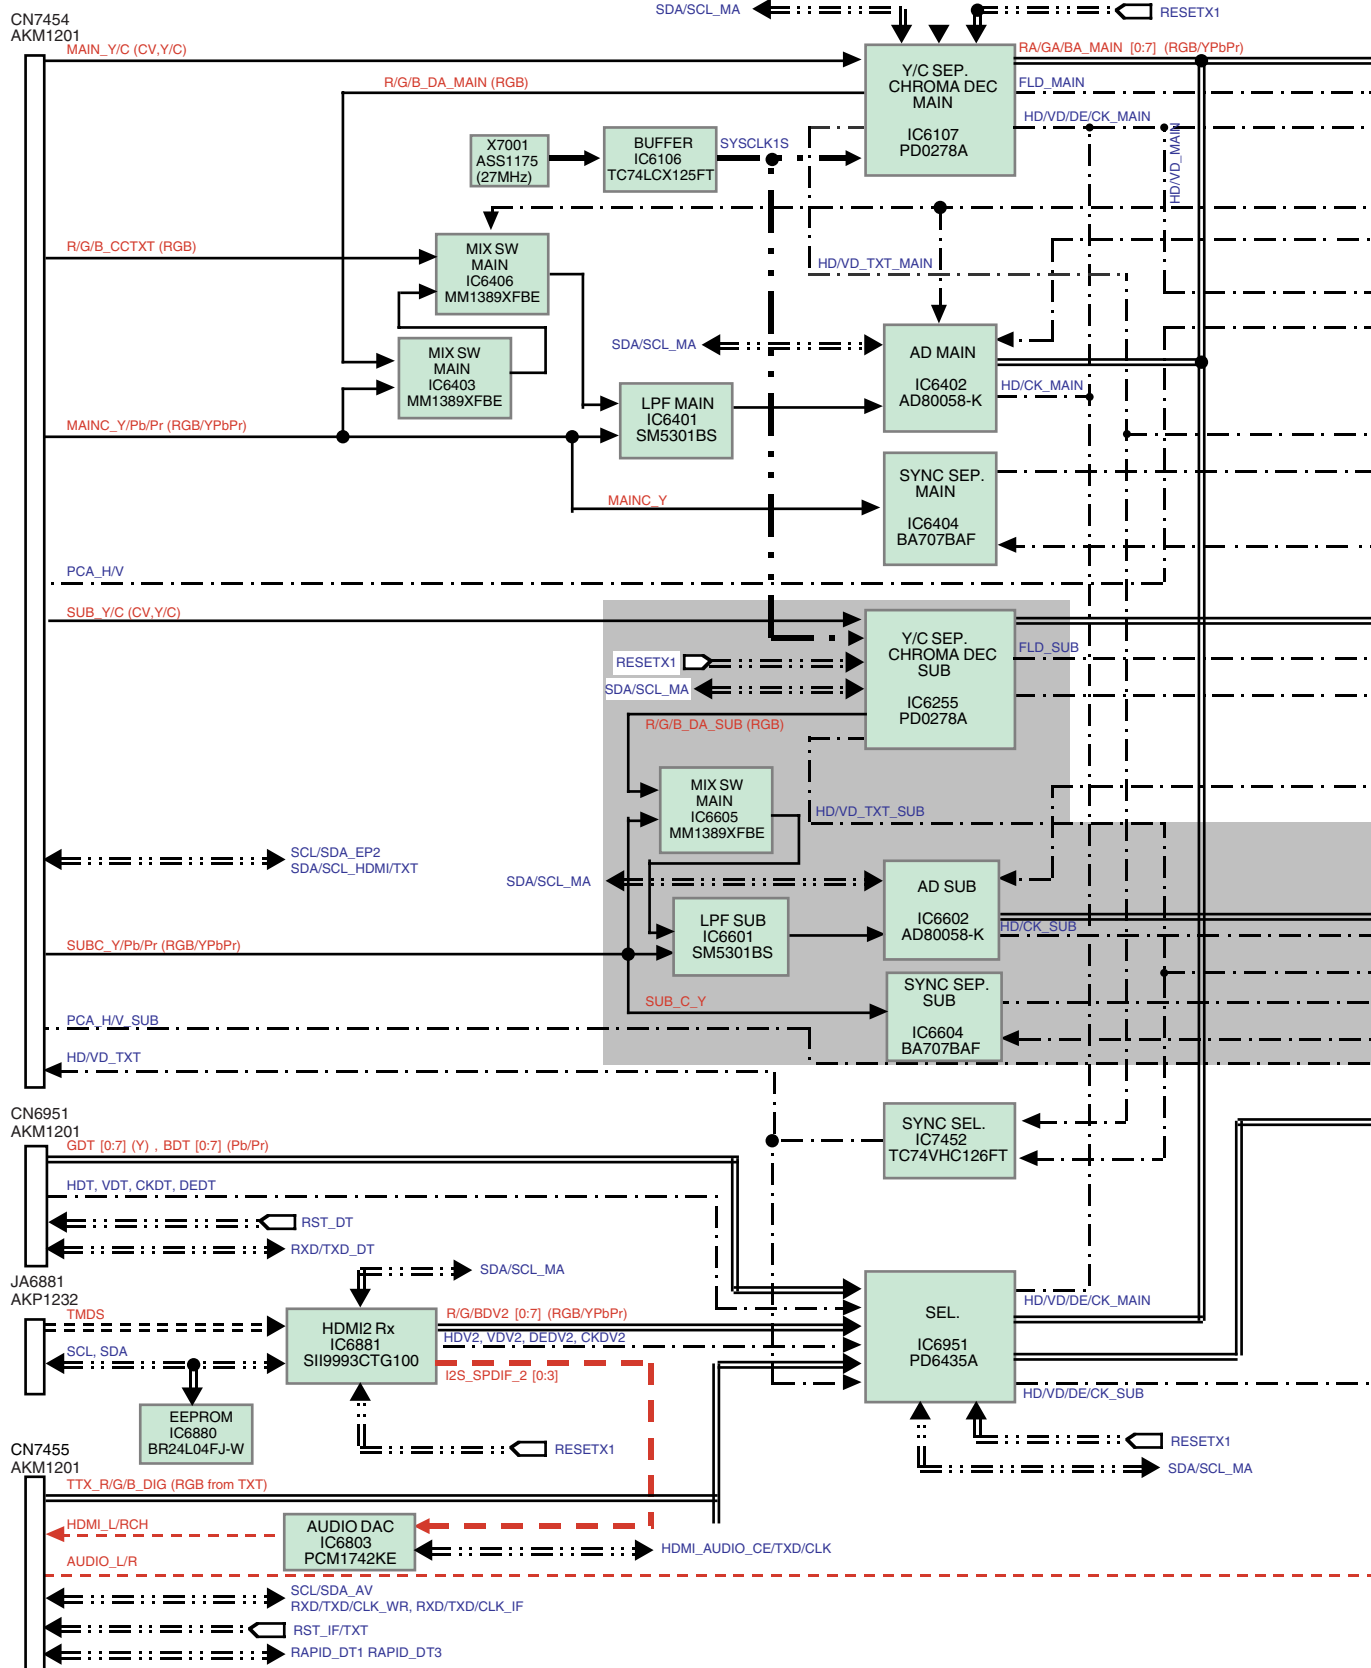 CN7454
AKM1201
MAIN_Y/C (CV,Y/C)
SDA/SCL_MA
RESETX1
Y/C SEP.
CHROMA DEC
MAIN
IC6107
PD0278A
RA/GA/BA_MAIN [0:7] (RGB/YPbPr)
FLD_MAIN
HD/VD/DE/CK_MAIN
HD/VD_MAIN
R/G/B_DA_MAIN (RGB)
X7001
ASS1175
(27MHz)
BUFFER
IC6106
TC74LCX125FT
SYSCLK1S
R/G/B_CCTXT (RGB)
MIX SW
MAIN
IC6406
MM1389XFBE
HD/VD_TXT_MAIN
MIX SW
MAIN
IC6403
MM1389XFBE
SDA/SCL_MA
AD MAIN
IC6402
AD80058-K
HD/CK_MAIN
LPF MAIN
IC6401
SM5301BS
MAINC_Y/Pb/Pr (RGB/YPbPr)
MAINC_Y
SYNC SEP.
MAIN
IC6404
BA707BAF
PCA_H/V
SUB_Y/C (CV,Y/C)
Y/C SEP.
CHROMA DEC
SUB
IC6255
PD0278A
FLD_SUB
RESETX1
SDA/SCL_MA
R/G/B_DA_SUB (RGB)
MIX SW
MAIN
IC6605
MM1389XFBE
HD/VD_TXT_SUB
SCL/SDA_EP2
SDA/SCL_HDMI/TXT
SDA/SCL_MA
AD SUB
IC6602
AD80058-K
HD/CK_SUB
LPF SUB
IC6601
SM5301BS
SUBC_Y/Pb/Pr (RGB/YPbPr)
SUB_C_Y
SYNC SEP.
SUB
IC6604
BA707BAF
PCA_H/V_SUB
HD/VD_TXT
CN6951
AKM1201
GDT [0:7] (Y) , BDT [0:7] (Pb/Pr)
SYNC SEL.
IC7452
TC74VHC126FT
HDT, VDT, CKDT, DEDT
RST_DT
RXD/TXD_DT
JA6881
AKP1232
TMDS
SCL, SDA
SDA/SCL_MA
HDMI2 Rx
IC6881
SII9993CTG100
R/G/BDV2 [0:7] (RGB/YPbPr)
HDV2, VDV2, DEDV2, CKDV2
I2S_SPDIF_2 [0:3]
SEL.
IC6951
PD6435A
HD/VD/DE/CK_MAIN
HD/VD/DE/CK_SUB
EEPROM
IC6880
BR24L04FJ-W
RESETX1
RESETX1
SDA/SCL_MA
CN7455
AKM1201
TTX_R/G/B_DIG (RGB from TXT)
HDMI_L/RCH
AUDIO DAC
IC6803
PCM1742KE
HDMI_AUDIO_CE/TXD/CLK
AUDIO_L/R
SCL/SDA_AV
RXD/TXD/CLK_WR, RXD/TXD/CLK_IF
RST_IF/TXT
RAPID_DT1 RAPID_DT3